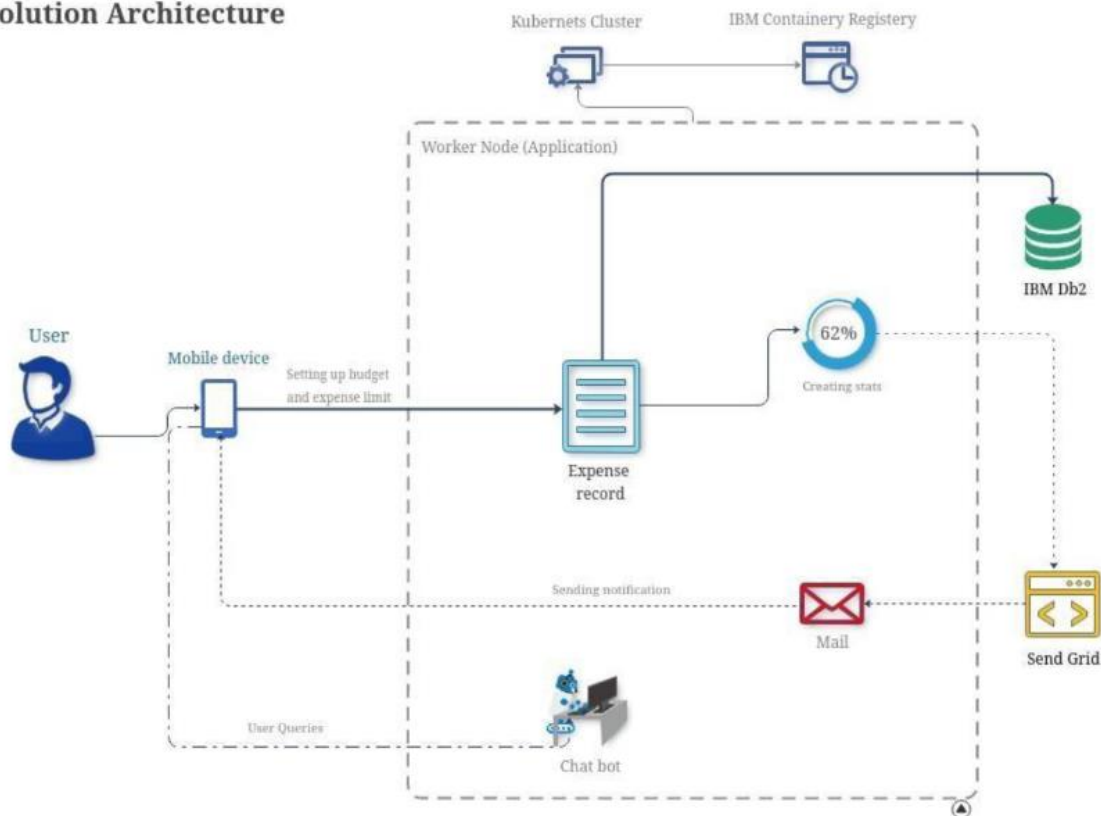 olution Architecture
Kubernets Cluster
IBM Containery Registery
Worker Node (Application)
IBM Db2
User
Mobile device
Setting up budget
and expense limit
62%
Creating stats
Expense
record
Sending notification
Mail
Send Grid
User Queries
Chat bot